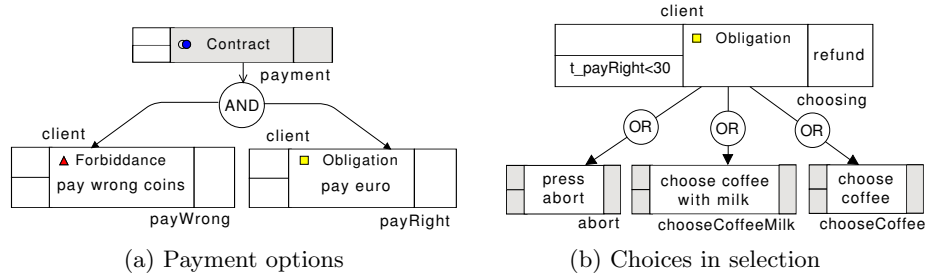 Contract
payment
AND
client
Forbiddance
pay wrong coins
payWrong
client
Obligation
pay euro
payRight
(a) Payment options
client
Obligation
t_payRight<30
refund
choosing
OR
OR
OR
press
abort
abort
choose coffee
with milk
chooseCoffeeMilk
choose
coffee
chooseCoffee
(b) Choices in selection